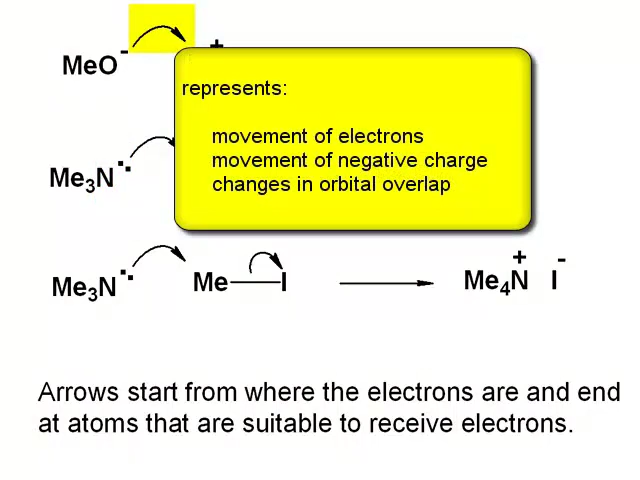 MeO - +
represents:
movement of electrons
movement of negative charge
changes in orbital overlap
Me3N
Me3N Me I Me4N + I -
Arrows start from where the electrons are and end
at atoms that are suitable to receive electrons.